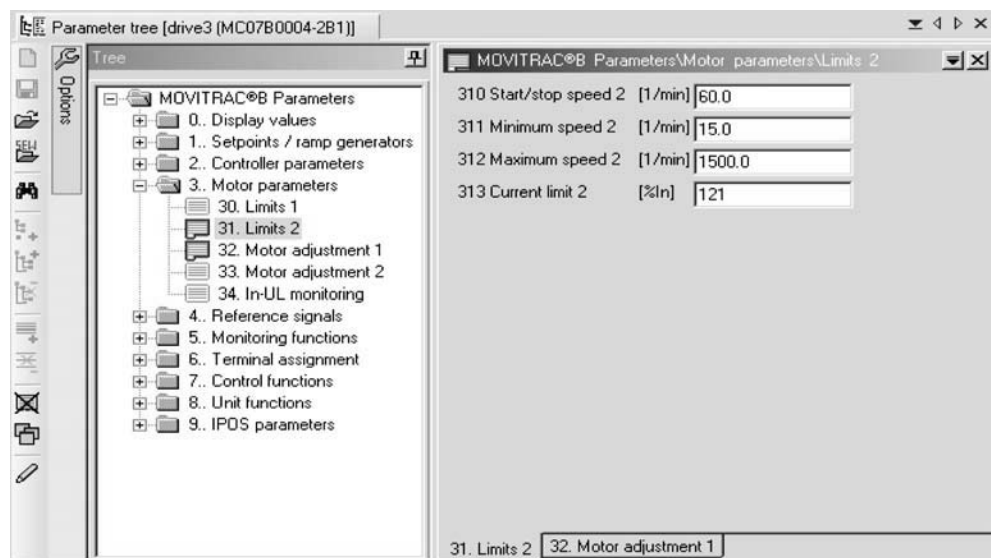 Parameter tree [drive3 (MC07B0004-2B1)]
Options
Tree
MOVITRAC®B Parameters
0.. Display values
1.. Setpoints / ramp generators
2.. Controller parameters
3.. Motor parameters
30. Limits 1
31. Limits 2
32. Motor adjustment 1
33. Motor adjustment 2
34. In-UL monitoring
4.. Reference signals
5.. Monitoring functions
6.. Terminal assignment
7.. Control functions
8.. Unit functions
9.. IPOS parameters
MOVITRAC®B Parameters\Motor parameters\Limits 2
310 Start/stop speed 2 [1/min] 60.0
311 Minimum speed 2 [1/min] 15.0
312 Maximum speed 2 [1/min] 1500.0
313 Current limit 2 [%In] 121
31. Limits 2 32. Motor adjustment 1
SEW